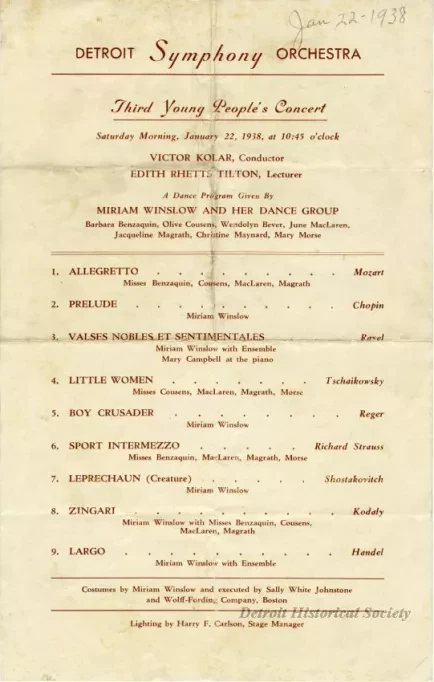 Jan 22-1938
DETROIT Symphony ORCHESTRA
Third Young People's Concert
Saturday Morning, January 22, 1938, at 10:45 o'clock
VICTOR KOLAR, Conductor
EDITH RHETTS TILTON, Lecturer
A Dance Program Given By
MIRIAM WINSLOW AND HER DANCE GROUP
Barbara Benzaquin, Olive Cousens, Wendolyn Bever, June MacLaren,
Jacqueline Magrath, Christine Maynard, Mary Morse
1. ALLEGRETTO . . . . . . . . Mozart
Misses Benzaquin, Cousens, MacLaren, Magrath
2. PRELUDE . . . . . . . . . Chopin
Miriam Winslow
3. VALSES NOBLES ET SENTIMENTALES Ravel
Miriam Winslow with Ensemble
Mary Campbell at the piano
4. LITTLE WOMEN . . . . . . . Tschaikowsky
Misses Cousens, MacLaren, Magrath, Morse
5. BOY CRUSADER . . . . . . . . Reger
Miriam Winslow
6. SPORT INTERMEZZO . . . . . Richard Strauss
Misses Benzaquin, MacLaren, Magrath, Morse
7. LEPRECHAUN (Creature) . . . . . Shostakovitch
Miriam Winslow
8. ZINGARI . . . . . . . . . . Kodaly
Miriam Winslow with Misses Benzaquin, Cousens,
MacLaren, Magrath
9. LARGO . . . . . . . . . . Handel
Miriam Winslow with Ensemble
Costumes by Miriam Winslow and executed by Sally White Johnstone
and Wolff-Fording Company, Boston
Detroit Historical Society
Lighting by Harry F. Carlson, Stage Manager